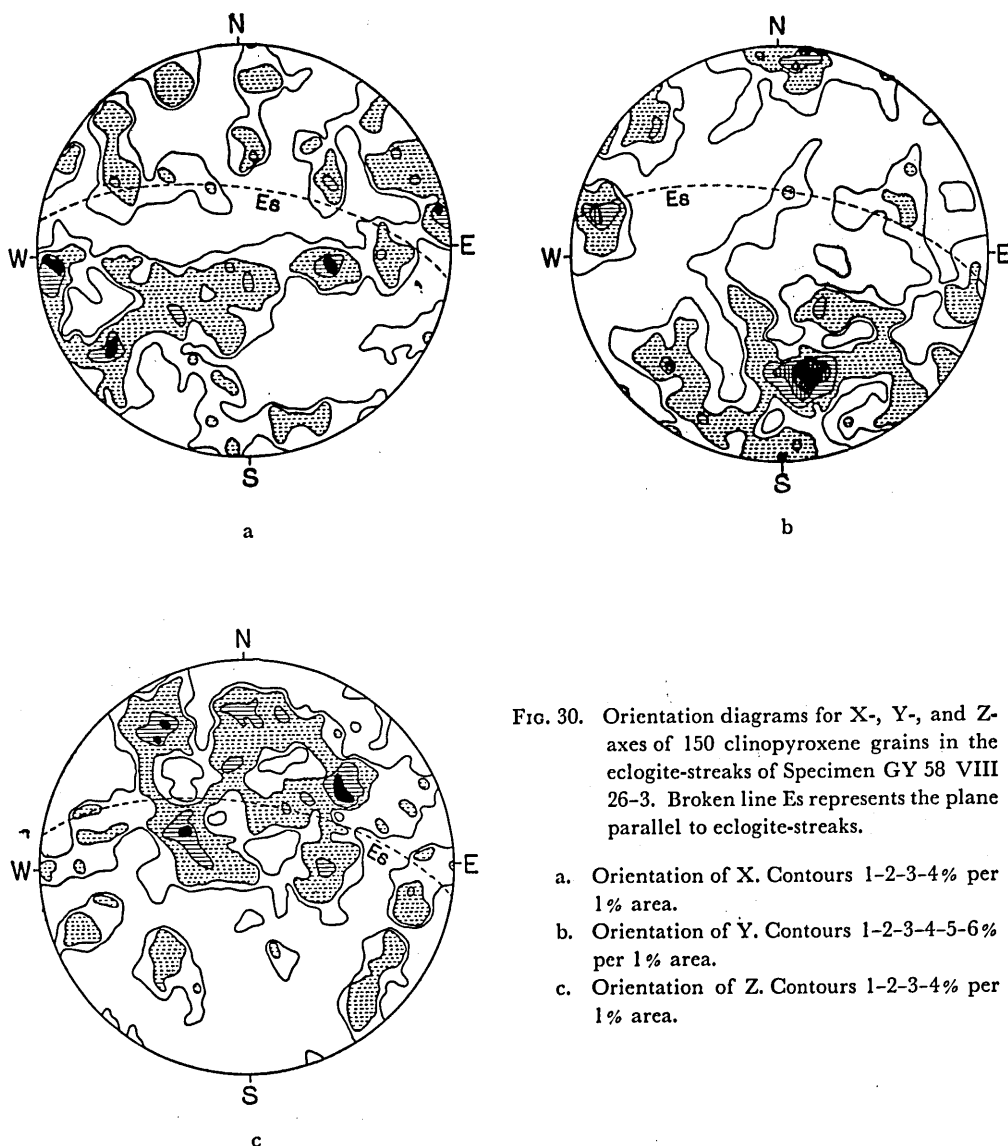 N
Es
W
E
S
a
N
Es
W
E
S
b
N
Es
W
E
S
c
FIG. 30. Orientation diagrams for X-, Y-, and Z-
axes of 150 clinopyroxene grains in the
eclogite-streaks of Specimen GY 58 VIII
26-3. Broken line Es represents the plane
parallel to eclogite-streaks.
a. Orientation of X. Contours 1-2-3-4% per
1% area.
b. Orientation of Y. Contours 1-2-3-4-5-6%
per 1% area.
c. Orientation of Z. Contours 1-2-3-4% per
1% area.